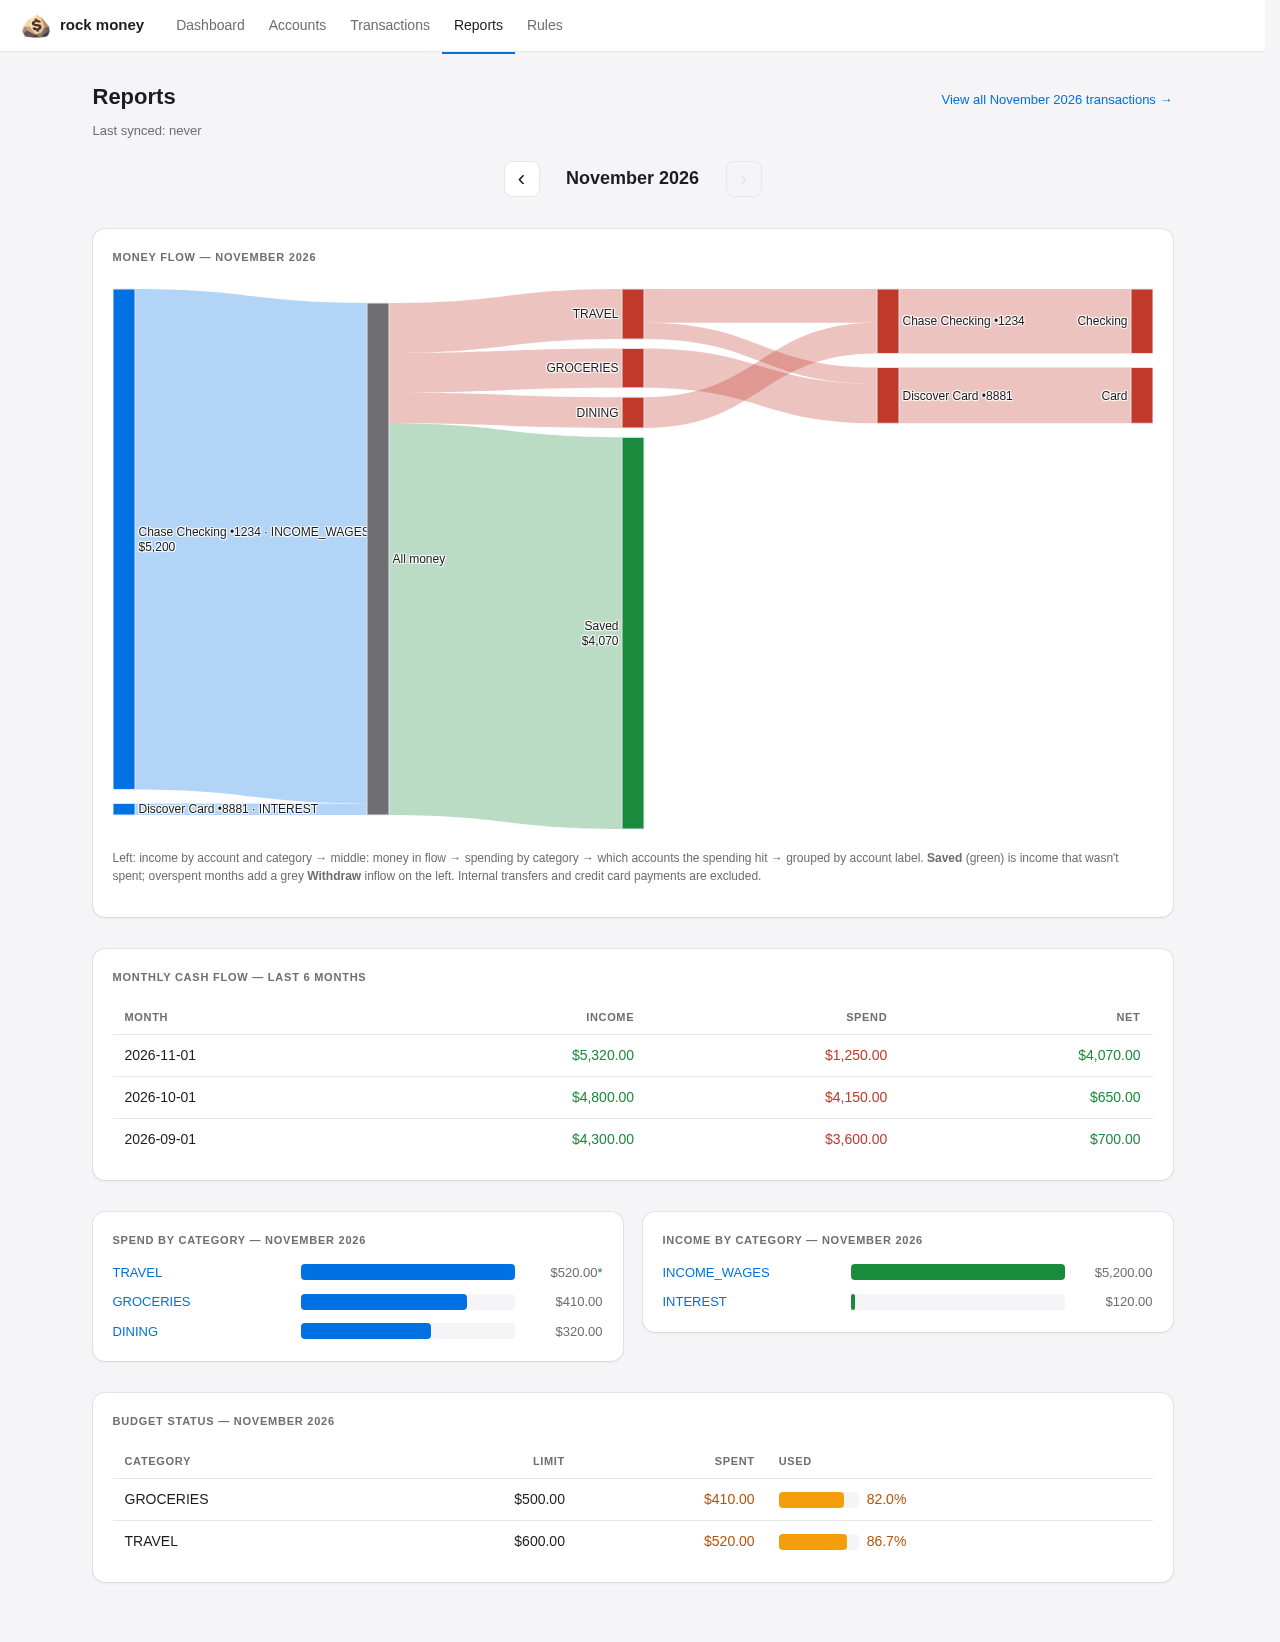 rock money Dashboard Accounts Transactions Reports Rules
Reports
View all November 2026 transactions →
Last synced: never
‹ November 2026 ›
MONEY FLOW — NOVEMBER 2026
TRAVEL
Chase Checking •1234
Checking
GROCERIES
Discover Card •8881
Card
DINING
Chase Checking •1234 · INCOME_WAGES
$5,200
All money
Saved
$4,070
Discover Card •8881 · INTEREST
Left: income by account and category → middle: money in flow → spending by category → which accounts the spending hit → grouped by account label. Saved (green) is income that wasn't
spent; overspent months add a grey Withdraw inflow on the left. Internal transfers and credit card payments are excluded.
MONTHLY CASH FLOW — LAST 6 MONTHS
MONTH INCOME SPEND NET
2026-11-01 $5,320.00 $1,250.00 $4,070.00
2026-10-01 $4,800.00 $4,150.00 $650.00
2026-09-01 $4,300.00 $3,600.00 $700.00
SPEND BY CATEGORY — NOVEMBER 2026
TRAVEL $520.00*
GROCERIES $410.00
DINING $320.00
INCOME BY CATEGORY — NOVEMBER 2026
INCOME_WAGES $5,200.00
INTEREST $120.00
BUDGET STATUS — NOVEMBER 2026
CATEGORY LIMIT SPENT USED
GROCERIES $500.00 $410.00 82.0%
TRAVEL $600.00 $520.00 86.7%